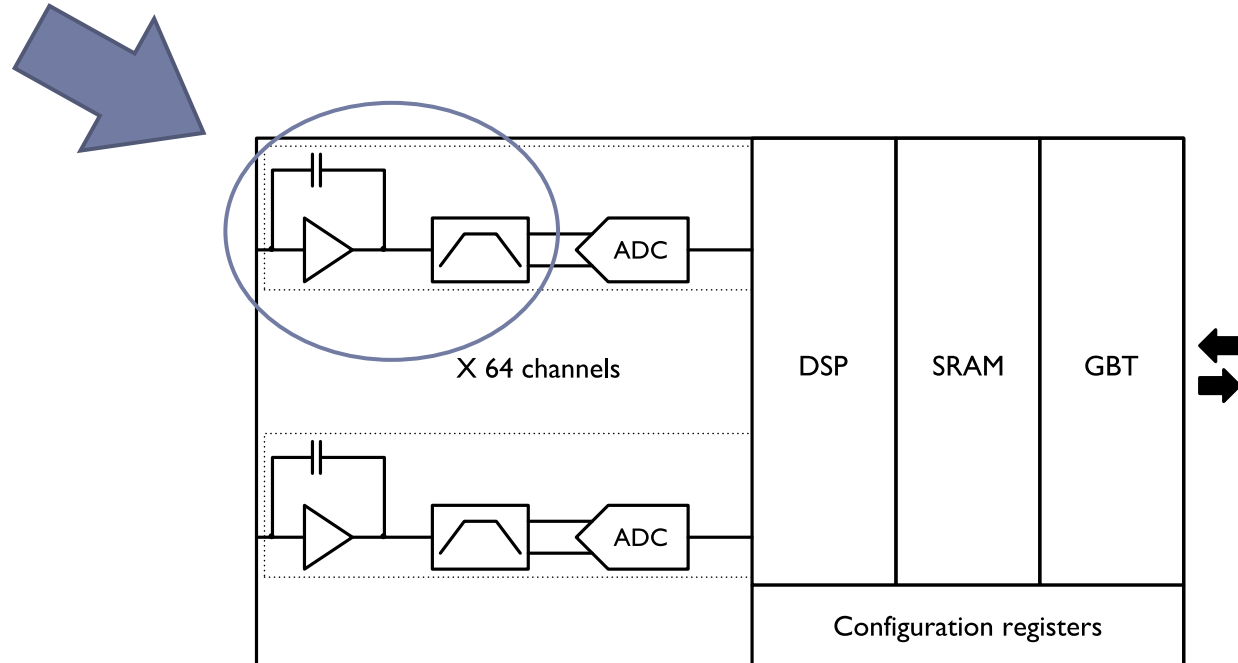 ADC
X 64 channels
DSP
SRAM
GBT
ADC
Configuration registers